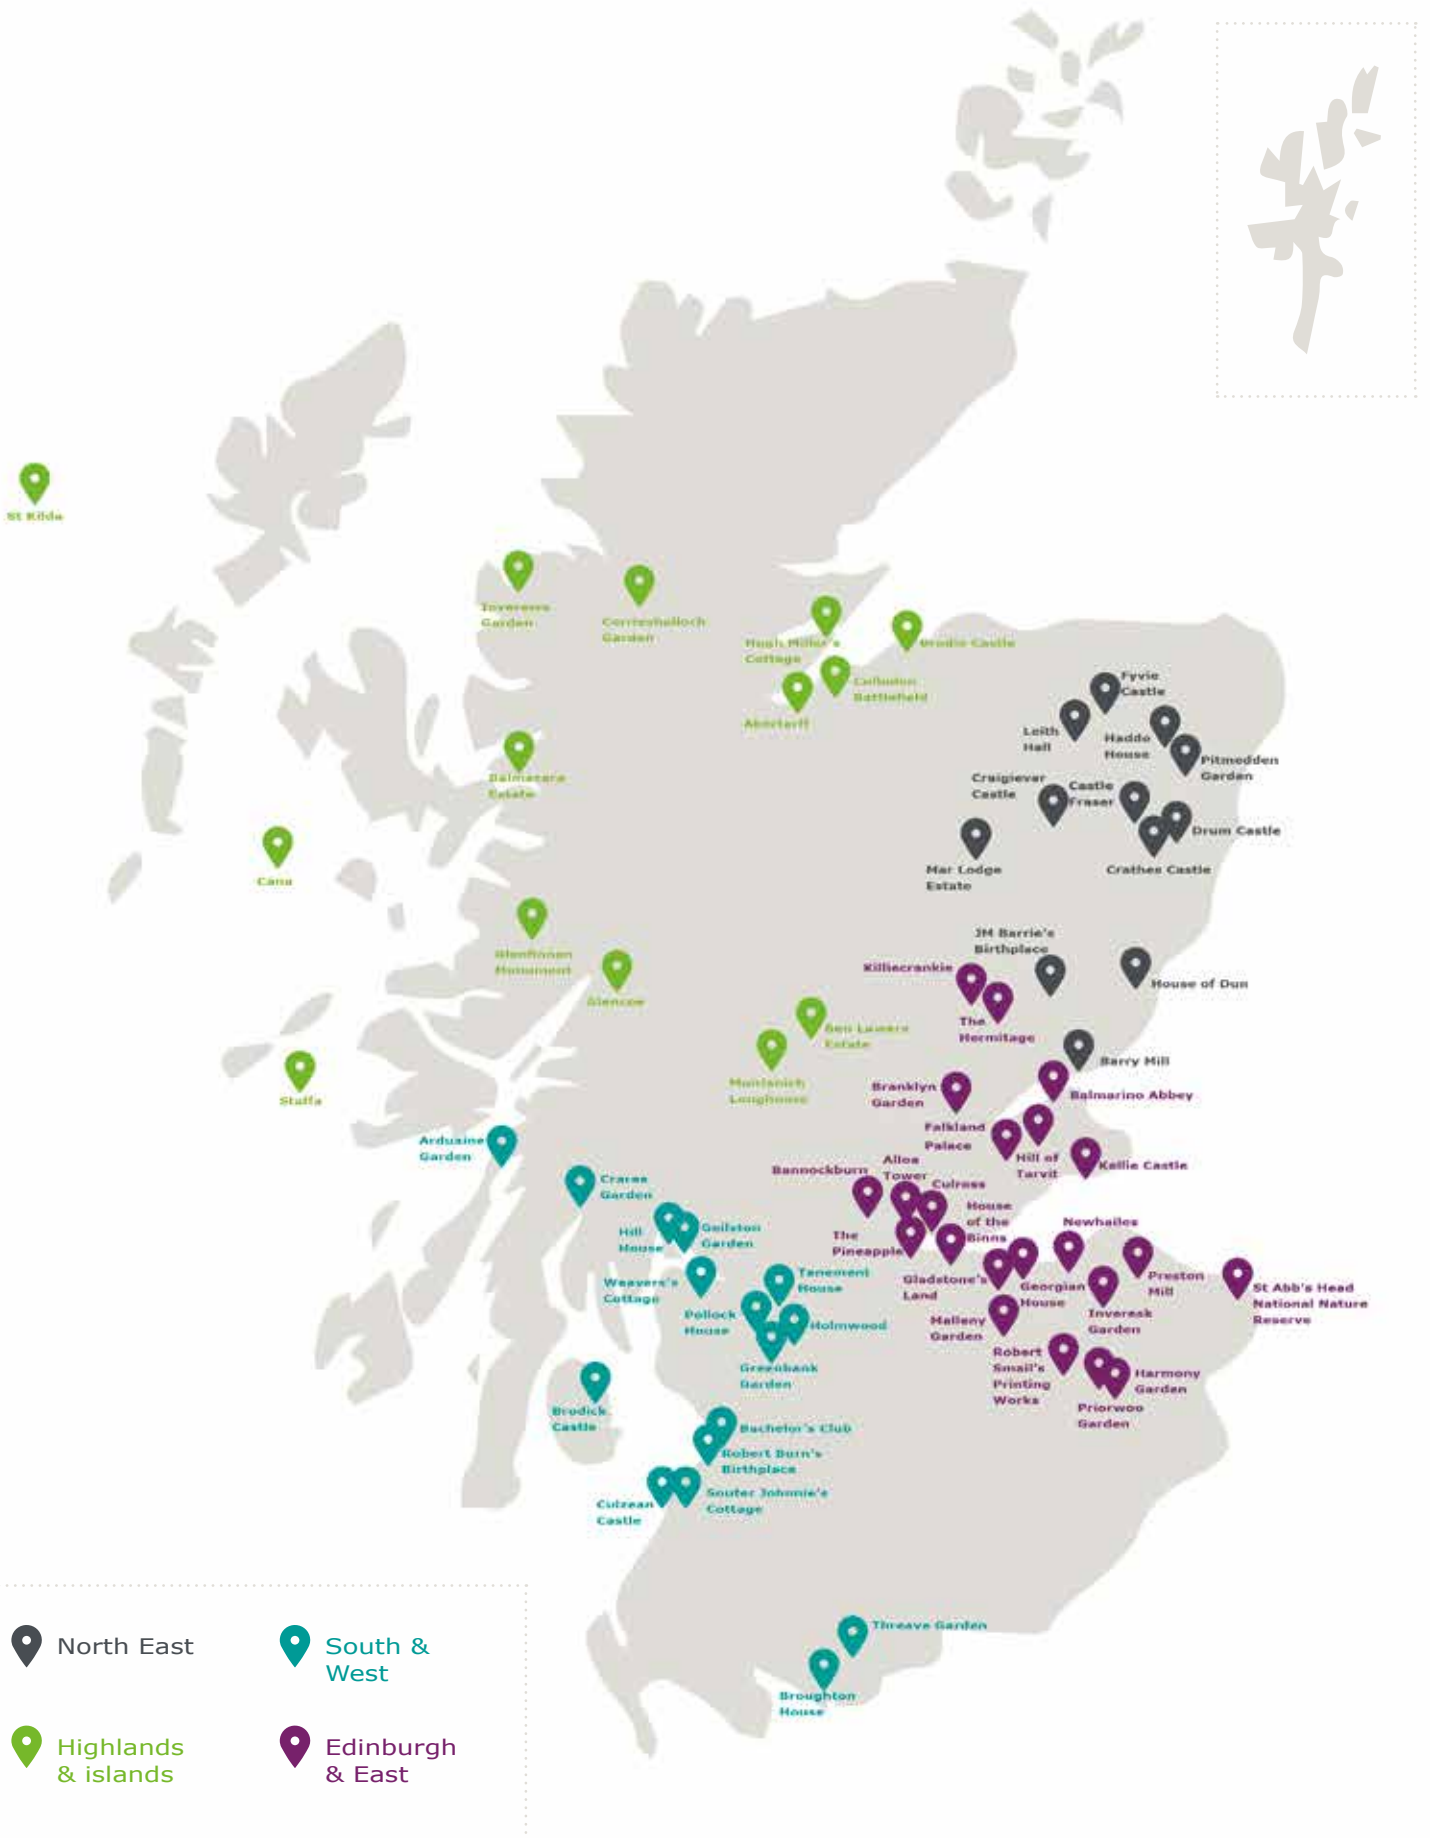 St Kilda
Inverewe
Garden
Corrieshalloch
Garden
Hugh Miller's
Cottage
Brodie Castle
Culloden
Battlefield
Abertarff
Fyvie
Castle
Leith
Hall
Haddo
House
Pitmedden
Garden
Craigievar
Castle
Castle
Fraser
Drum Castle
Crathes Castle
Mar Lodge
Estate
Balmacara
Estate
Cana
Glenfinnan
Monument
Glencoe
JM Barrie's
Birthplace
House of Dun
Killiecrankie
The
Hermitage
Ben Lawers
Estate
Moirlanich
Longhouse
Staffa
Barry Mill
Balmarino Abbey
Branklyn
Garden
Falkland
Palace
Hill of
Tarvit
Kellie Castle
Arduaine
Garden
Crarae
Garden
Hill
House
Geilston
Garden
Bannockburn
Alloa
Tower
Culross
House
of the
Binns
The
Pineapple
Newhailes
Gladstone's
Land
Georgian
House
Preston
Mill
Inveresk
Garden
St Abb's Head
National Nature
Reserve
Malleny
Garden
Weavers's
Cottage
Tenement
House
Pollock
House
Holmwood
Greenbank
Garden
Robert
Smail's
Printing
Works
Harmony
Garden
Priorwoo
Garden
Brodick
Castle
Bachelor's Club
Robert Burn's
Birthplace
Culzean
Castle
Souter Johnnie's
Cottage
Threave Garden
Broughton
House
North East
South &
West
Highlands
& islands
Edinburgh
& East